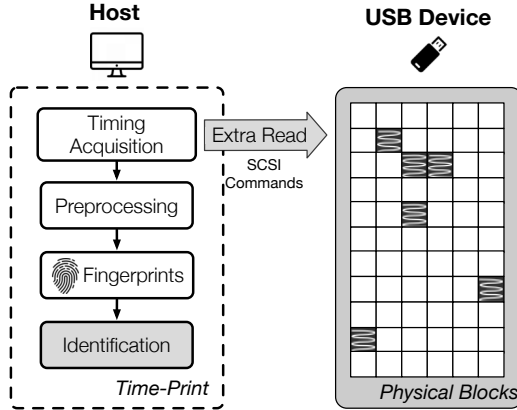 Host
USB Device
Timing
Acquisition
Extra Read
SCSI
Commands
Preprocessing
Fingerprints
Identification
Time-Print
Physical Blocks